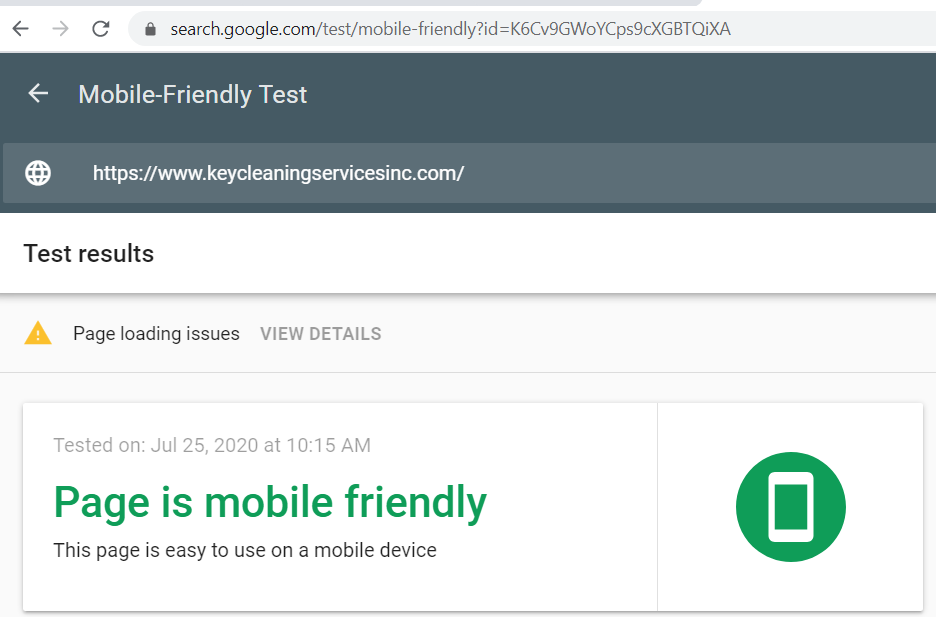 search.google.com/test/mobile-friendly?id=K6Cv9GWoYCps9cXGBTQiXA
Mobile-Friendly Test
https://www.keycleaningservicesinc.com/
Test results
Page loading issues VIEW DETAILS
Tested on: Jul 25, 2020 at 10:15 AM
Page is mobile friendly
This page is easy to use on a mobile device